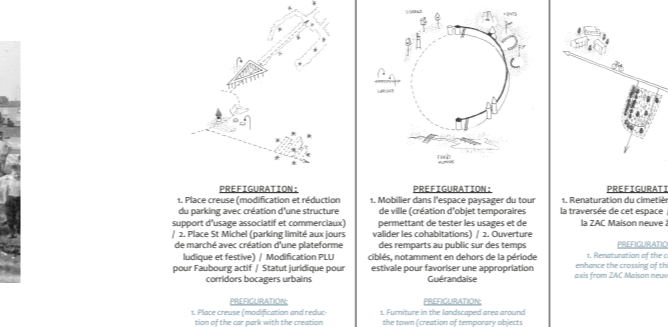 PREFIGURATION:
1. Place creuse (modification et réduction
du parking avec création d'une structure
support d'usage associatif et commerciaux)
/ 2. Place St Michel (parking limité aux jours
de marché avec création d'une plateforme
ludique et festive) / Modification PLU
pour Faubourg actif / Statut juridique pour
corridors bocagers urbains
PREFIGURATION:
1. Place creuse (modification and reduc-
tion of the car park with the creation
PREFIGURATION:
1. Mobilier dans l'espace paysager du tour
de ville (création d'objet temporaires
permettant de tester les usages et de
valider les cohabitations) / 2. Ouverture
des remparts au public sur des temps
ciblés, notamment en dehors de la période
estivale pour favoriser une appropriation
Guérandaise
PREFIGURATION:
1. Furniture in the landscaped area around
the town (creation of temporary objects
PREFIGURAT
1. Renaturation du cimetiè
la traversée de cet espace
la ZAC Maison neuve
PREFIGURATIO
1. Renaturation of the c
enhance the crossing of thi
axis from ZAC Maison neuv